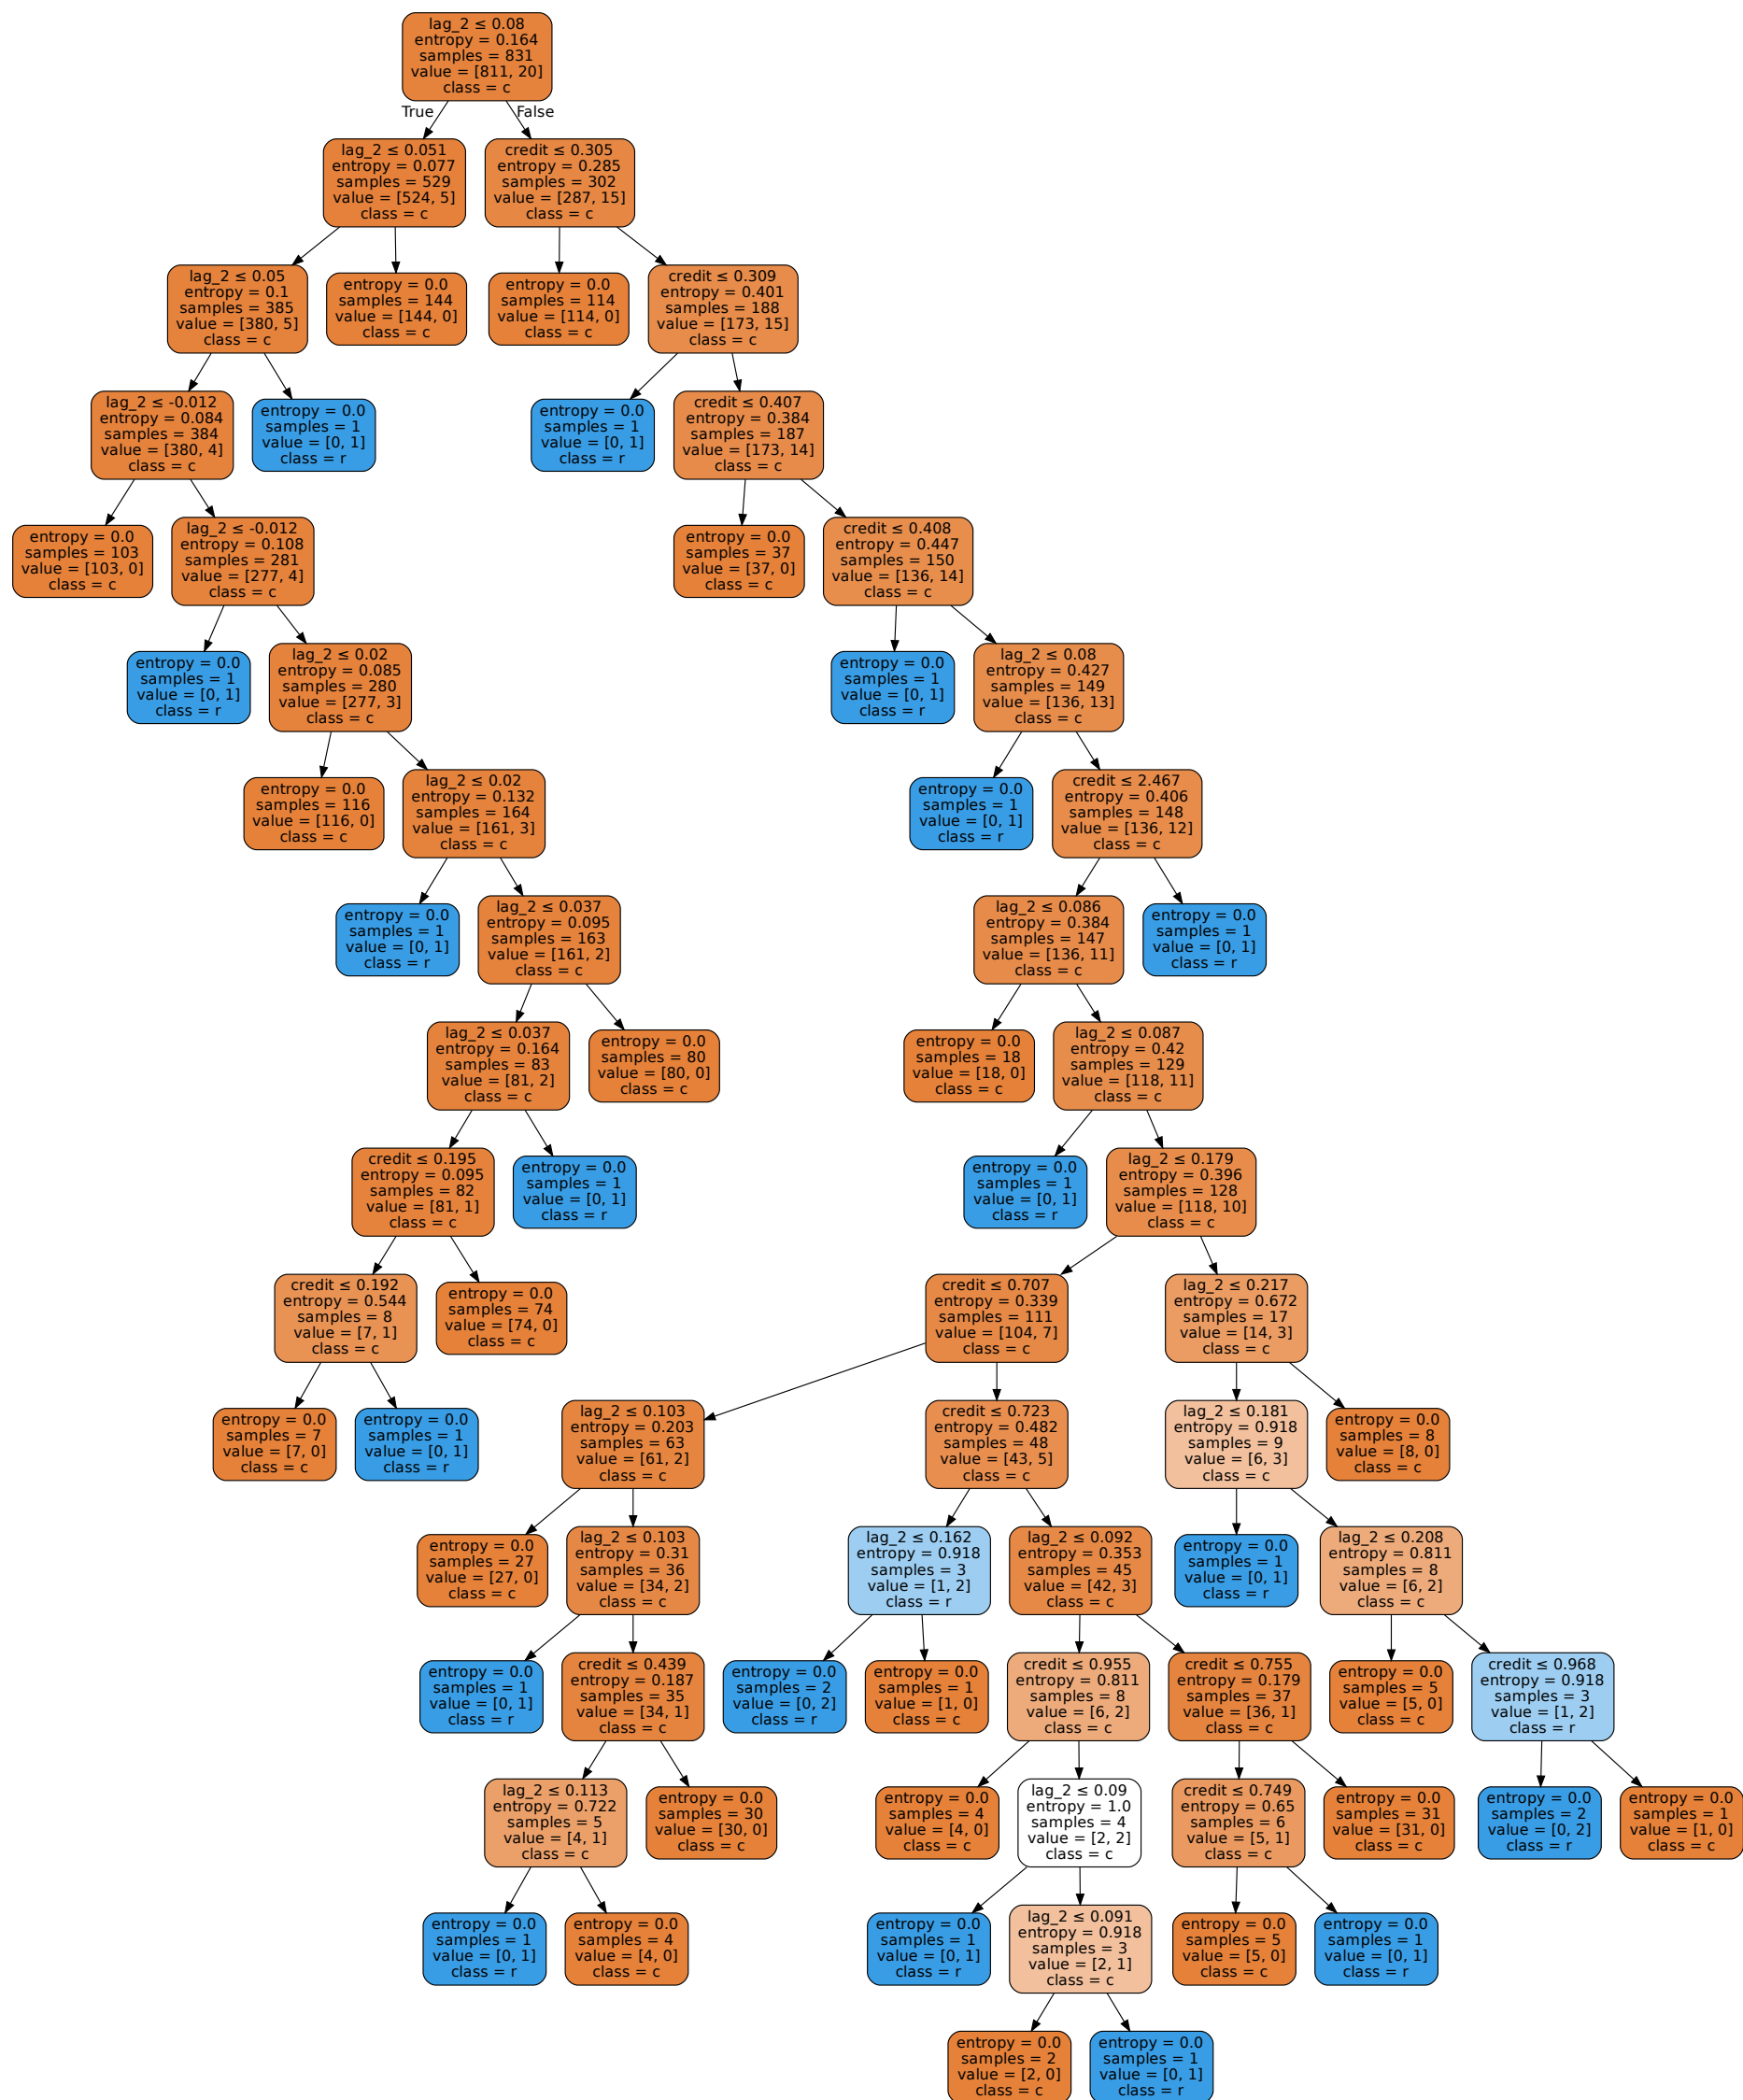 lag_2 ≤ 0.08
entropy = 0.164
samples = 831
value = [811, 20]
class = c
True
False
lag_2 ≤ 0.051
entropy = 0.077
samples = 529
value = [524, 5]
class = c
credit ≤ 0.305
entropy = 0.285
samples = 302
value = [287, 15]
class = c
lag_2 ≤ 0.05
entropy = 0.1
samples = 385
value = [380, 5]
class = c
entropy = 0.0
samples = 144
value = [144, 0]
class = c
entropy = 0.0
samples = 114
value = [114, 0]
class = c
credit ≤ 0.309
entropy = 0.401
samples = 188
value = [173, 15]
class = c
lag_2 ≤ -0.012
entropy = 0.084
samples = 384
value = [380, 4]
class = c
entropy = 0.0
samples = 1
value = [0, 1]
class = r
entropy = 0.0
samples = 1
value = [0, 1]
class = r
credit ≤ 0.407
entropy = 0.384
samples = 187
value = [173, 14]
class = c
entropy = 0.0
samples = 103
value = [103, 0]
class = c
lag_2 ≤ -0.012
entropy = 0.108
samples = 281
value = [277, 4]
class = c
entropy = 0.0
samples = 37
value = [37, 0]
class = c
credit ≤ 0.408
entropy = 0.447
samples = 150
value = [136, 14]
class = c
entropy = 0.0
samples = 1
value = [0, 1]
class = r
lag_2 ≤ 0.02
entropy = 0.085
samples = 280
value = [277, 3]
class = c
entropy = 0.0
samples = 1
value = [0, 1]
class = r
lag_2 ≤ 0.08
entropy = 0.427
samples = 149
value = [136, 13]
class = c
entropy = 0.0
samples = 116
value = [116, 0]
class = c
lag_2 ≤ 0.02
entropy = 0.132
samples = 164
value = [161, 3]
class = c
entropy = 0.0
samples = 1
value = [0, 1]
class = r
credit ≤ 2.467
entropy = 0.406
samples = 148
value = [136, 12]
class = c
entropy = 0.0
samples = 1
value = [0, 1]
class = r
lag_2 ≤ 0.037
entropy = 0.095
samples = 163
value = [161, 2]
class = c
lag_2 ≤ 0.086
entropy = 0.384
samples = 147
value = [136, 11]
class = c
entropy = 0.0
samples = 1
value = [0, 1]
class = r
lag_2 ≤ 0.037
entropy = 0.164
samples = 83
value = [81, 2]
class = c
entropy = 0.0
samples = 80
value = [80, 0]
class = c
entropy = 0.0
samples = 18
value = [18, 0]
class = c
lag_2 ≤ 0.087
entropy = 0.42
samples = 129
value = [118, 11]
class = c
credit ≤ 0.195
entropy = 0.095
samples = 82
value = [81, 1]
class = c
entropy = 0.0
samples = 1
value = [0, 1]
class = r
entropy = 0.0
samples = 1
value = [0, 1]
class = r
lag_2 ≤ 0.179
entropy = 0.396
samples = 128
value = [118, 10]
class = c
credit ≤ 0.192
entropy = 0.544
samples = 8
value = [7, 1]
class = c
entropy = 0.0
samples = 74
value = [74, 0]
class = c
credit ≤ 0.707
entropy = 0.339
samples = 111
value = [104, 7]
class = c
lag_2 ≤ 0.217
entropy = 0.672
samples = 17
value = [14, 3]
class = c
entropy = 0.0
samples = 7
value = [7, 0]
class = c
entropy = 0.0
samples = 1
value = [0, 1]
class = r
lag_2 ≤ 0.103
entropy = 0.203
samples = 63
value = [61, 2]
class = c
credit ≤ 0.723
entropy = 0.482
samples = 48
value = [43, 5]
class = c
lag_2 ≤ 0.181
entropy = 0.918
samples = 9
value = [6, 3]
class = c
entropy = 0.0
samples = 8
value = [8, 0]
class = c
entropy = 0.0
samples = 27
value = [27, 0]
class = c
lag_2 ≤ 0.103
entropy = 0.31
samples = 36
value = [34, 2]
class = c
lag_2 ≤ 0.162
entropy = 0.918
samples = 3
value = [1, 2]
class = r
lag_2 ≤ 0.092
entropy = 0.353
samples = 45
value = [42, 3]
class = c
entropy = 0.0
samples = 1
value = [0, 1]
class = r
lag_2 ≤ 0.208
entropy = 0.811
samples = 8
value = [6, 2]
class = c
entropy = 0.0
samples = 1
value = [0, 1]
class = r
credit ≤ 0.439
entropy = 0.187
samples = 35
value = [34, 1]
class = c
entropy = 0.0
samples = 2
value = [0, 2]
class = r
entropy = 0.0
samples = 1
value = [1, 0]
class = c
credit ≤ 0.955
entropy = 0.811
samples = 8
value = [6, 2]
class = c
credit ≤ 0.755
entropy = 0.179
samples = 37
value = [36, 1]
class = c
entropy = 0.0
samples = 5
value = [5, 0]
class = c
credit ≤ 0.968
entropy = 0.918
samples = 3
value = [1, 2]
class = r
lag_2 ≤ 0.113
entropy = 0.722
samples = 5
value = [4, 1]
class = c
entropy = 0.0
samples = 30
value = [30, 0]
class = c
entropy = 0.0
samples = 4
value = [4, 0]
class = c
lag_2 ≤ 0.09
entropy = 1.0
samples = 4
value = [2, 2]
class = c
credit ≤ 0.749
entropy = 0.65
samples = 6
value = [5, 1]
class = c
entropy = 0.0
samples = 31
value = [31, 0]
class = c
entropy = 0.0
samples = 2
value = [0, 2]
class = r
entropy = 0.0
samples = 1
value = [1, 0]
class = c
entropy = 0.0
samples = 1
value = [0, 1]
class = r
entropy = 0.0
samples = 4
value = [4, 0]
class = c
entropy = 0.0
samples = 1
value = [0, 1]
class = r
lag_2 ≤ 0.091
entropy = 0.918
samples = 3
value = [2, 1]
class = c
entropy = 0.0
samples = 5
value = [5, 0]
class = c
entropy = 0.0
samples = 1
value = [0, 1]
class = r
entropy = 0.0
samples = 2
value = [2, 0]
class = c
entropy = 0.0
samples = 1
value = [0, 1]
class = r